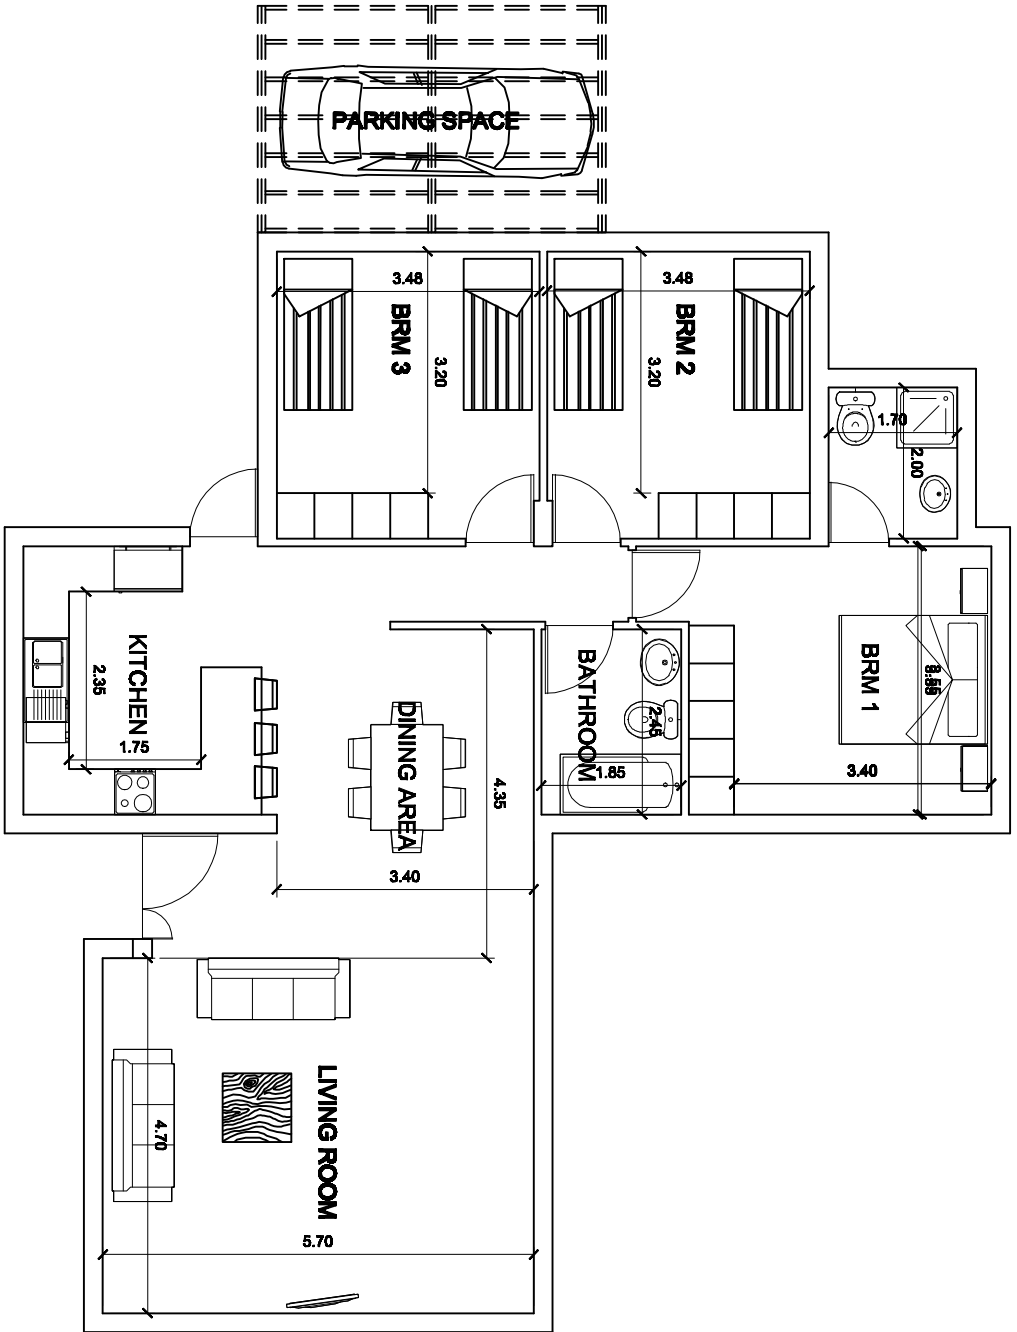 PARKING SPACE
3.48
3.48
BRM 3
BRM 2
3.20
3.20
1.70
2.00
KITCHEN
2.35
1.75
BATHROOM
2.45
1.85
BRM 1
3.40
DINING AREA
4.35
3.40
LIVING ROOM
4.70
5.70